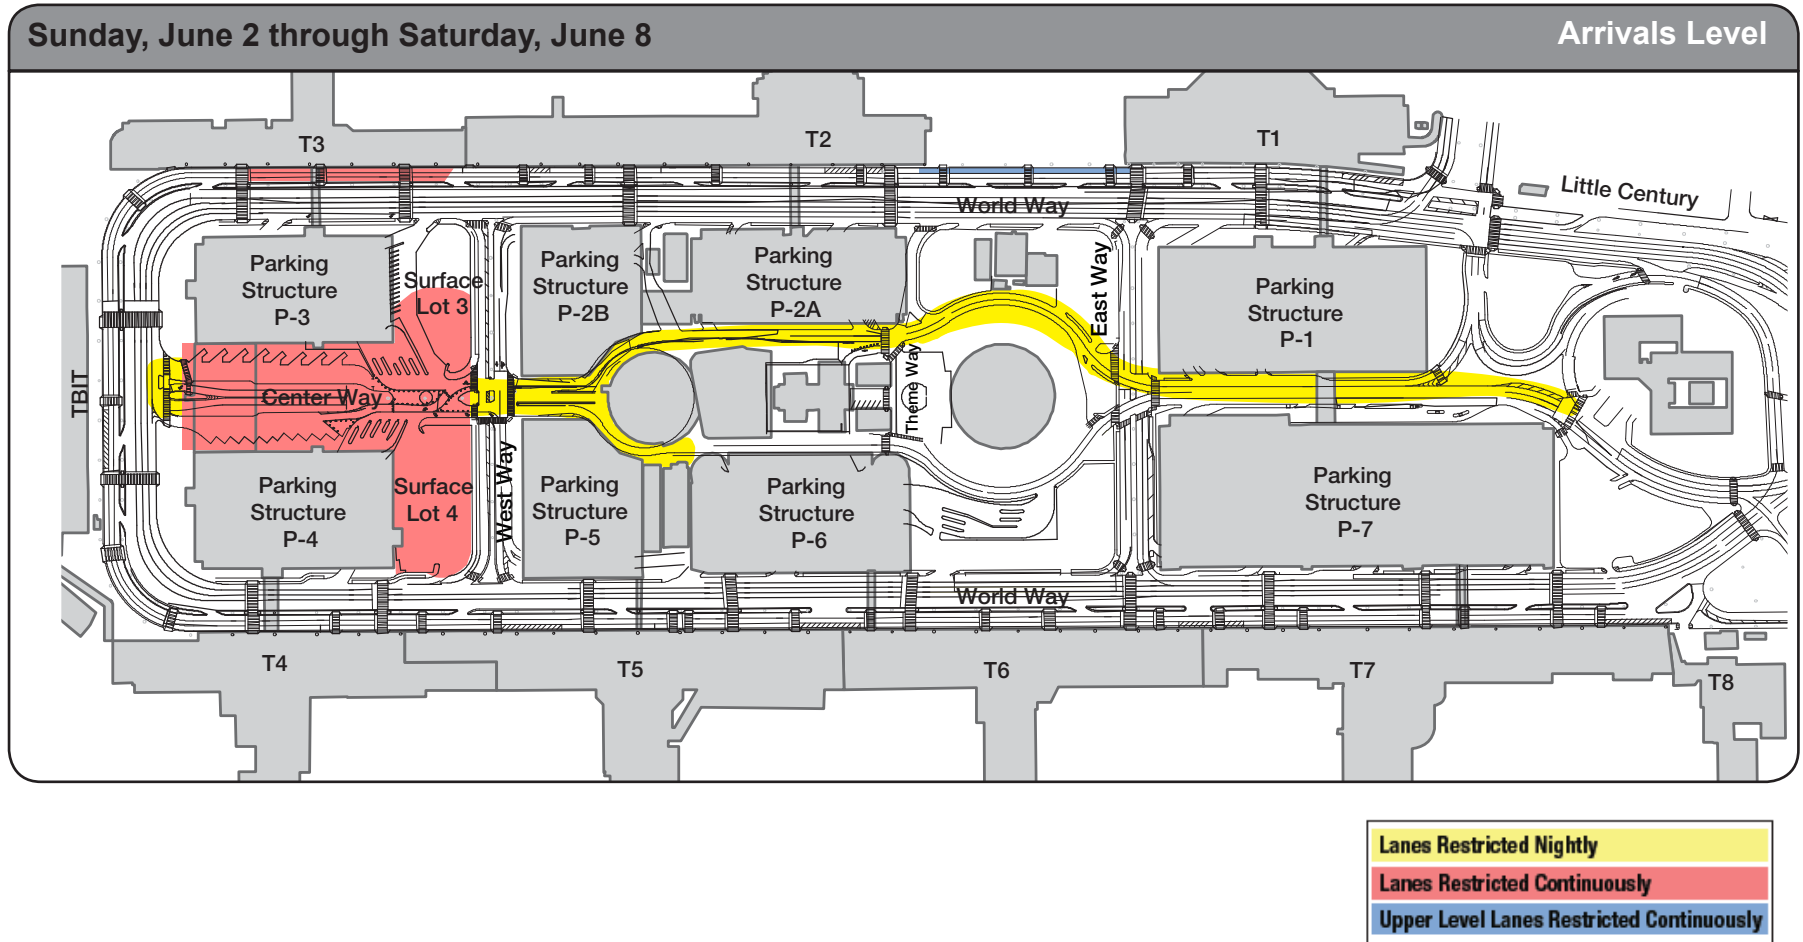 Sunday, June 2 through Saturday, June 8
Arrivals Level
T3
T2
T1
Little Century
World Way
Parking
Structure
P-3
Surface
Lot 3
Parking
Structure
P-2B
Parking
Structure
P-2A
East Way
Parking
Structure
P-1
TBIT
Center Way
Theme Way
West Way
Parking
Structure
P-4
Surface
Lot 4
Parking
Structure
P-5
Parking
Structure
P-6
Parking
Structure
P-7
World Way
T4
T5
T6
T7
T8
Lanes Restricted Nightly
Lanes Restricted Continuously
Upper Level Lanes Restricted Continuously